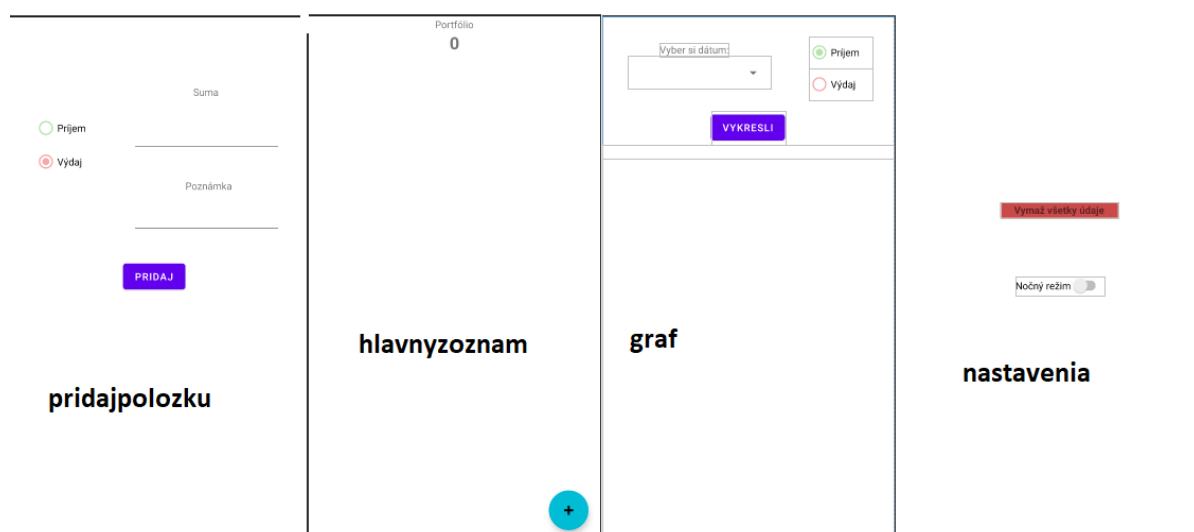 Suma
Príjem
Výdaj
Poznámka
PRIDAJ
pridajpolozku
Portfólio
0
hlavnyzoznam
+
Vyber si dátum:
Príjem
Výdaj
VYKRESLI
graf
Vymaž všetky údaje
Nočný režim
nastavenia